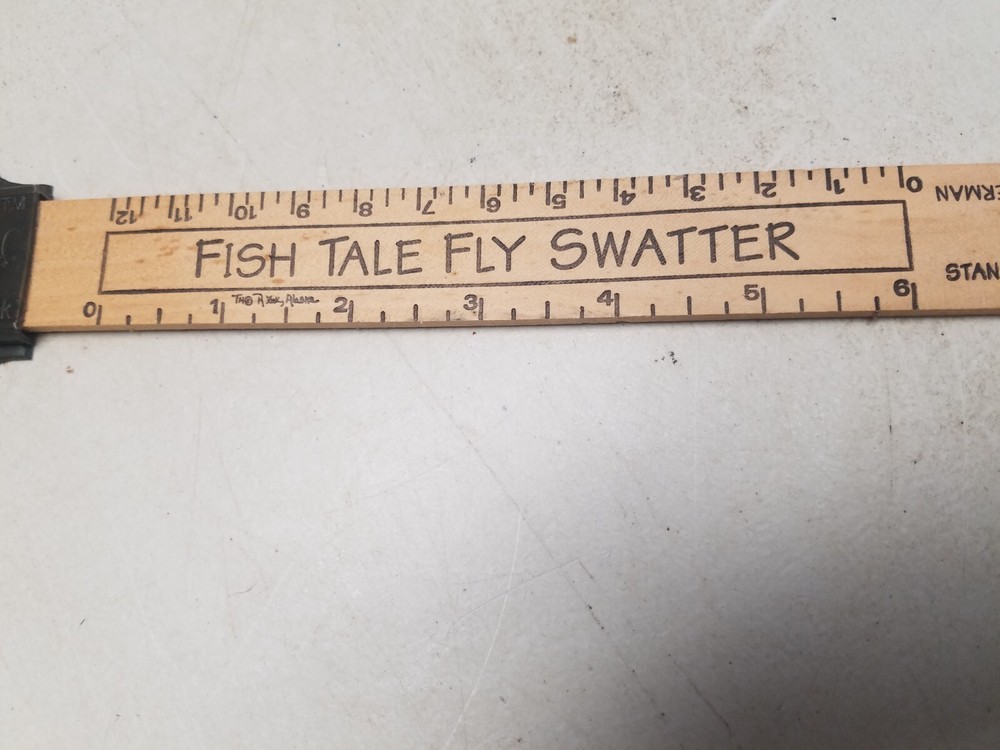 12 11 10 9 8 7 6 5 4 3 2 1 0 ERMAN
FISH TALE FLY SWATTER
0 1 2 3 4 5 6 STAN